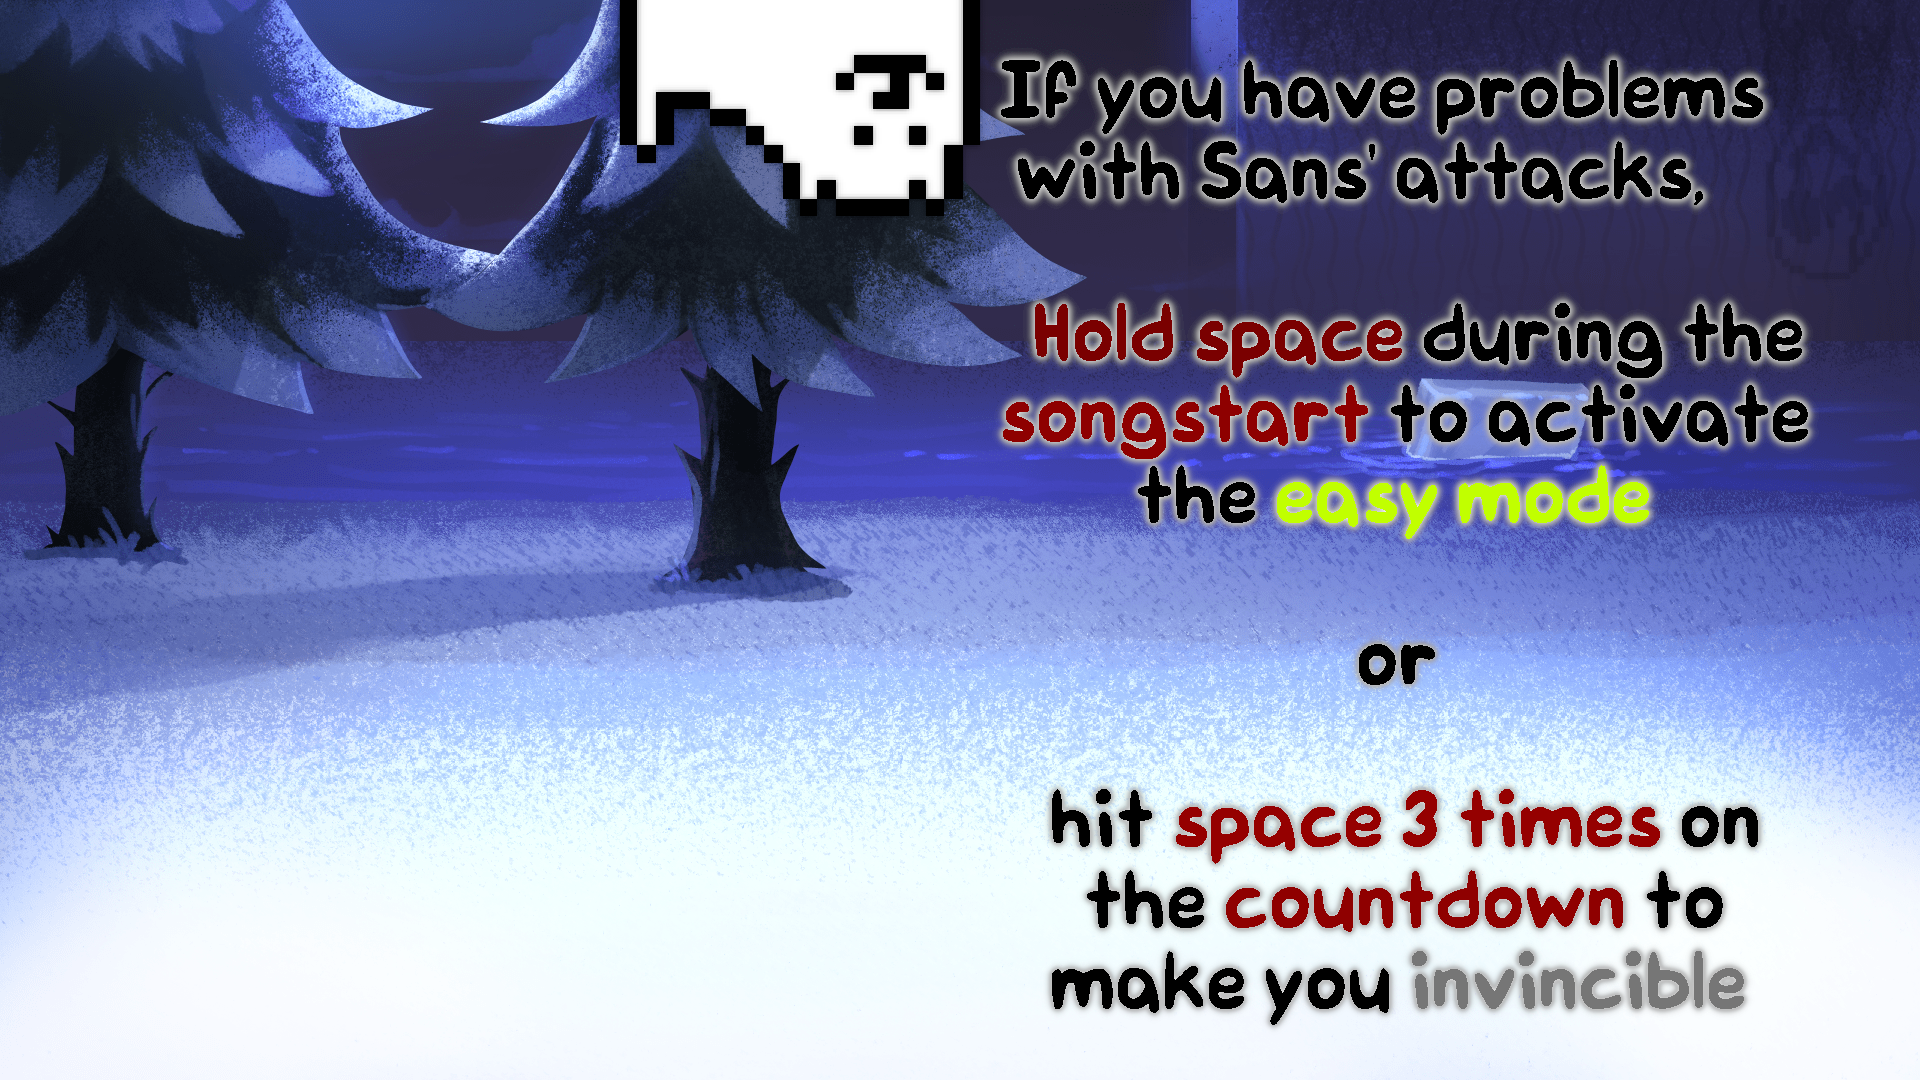 If you have problems
with Sans' attacks,
Hold space during the
songstart to activate
the easy mode
or
hit space 3 times on
the countdown to
make you invincible